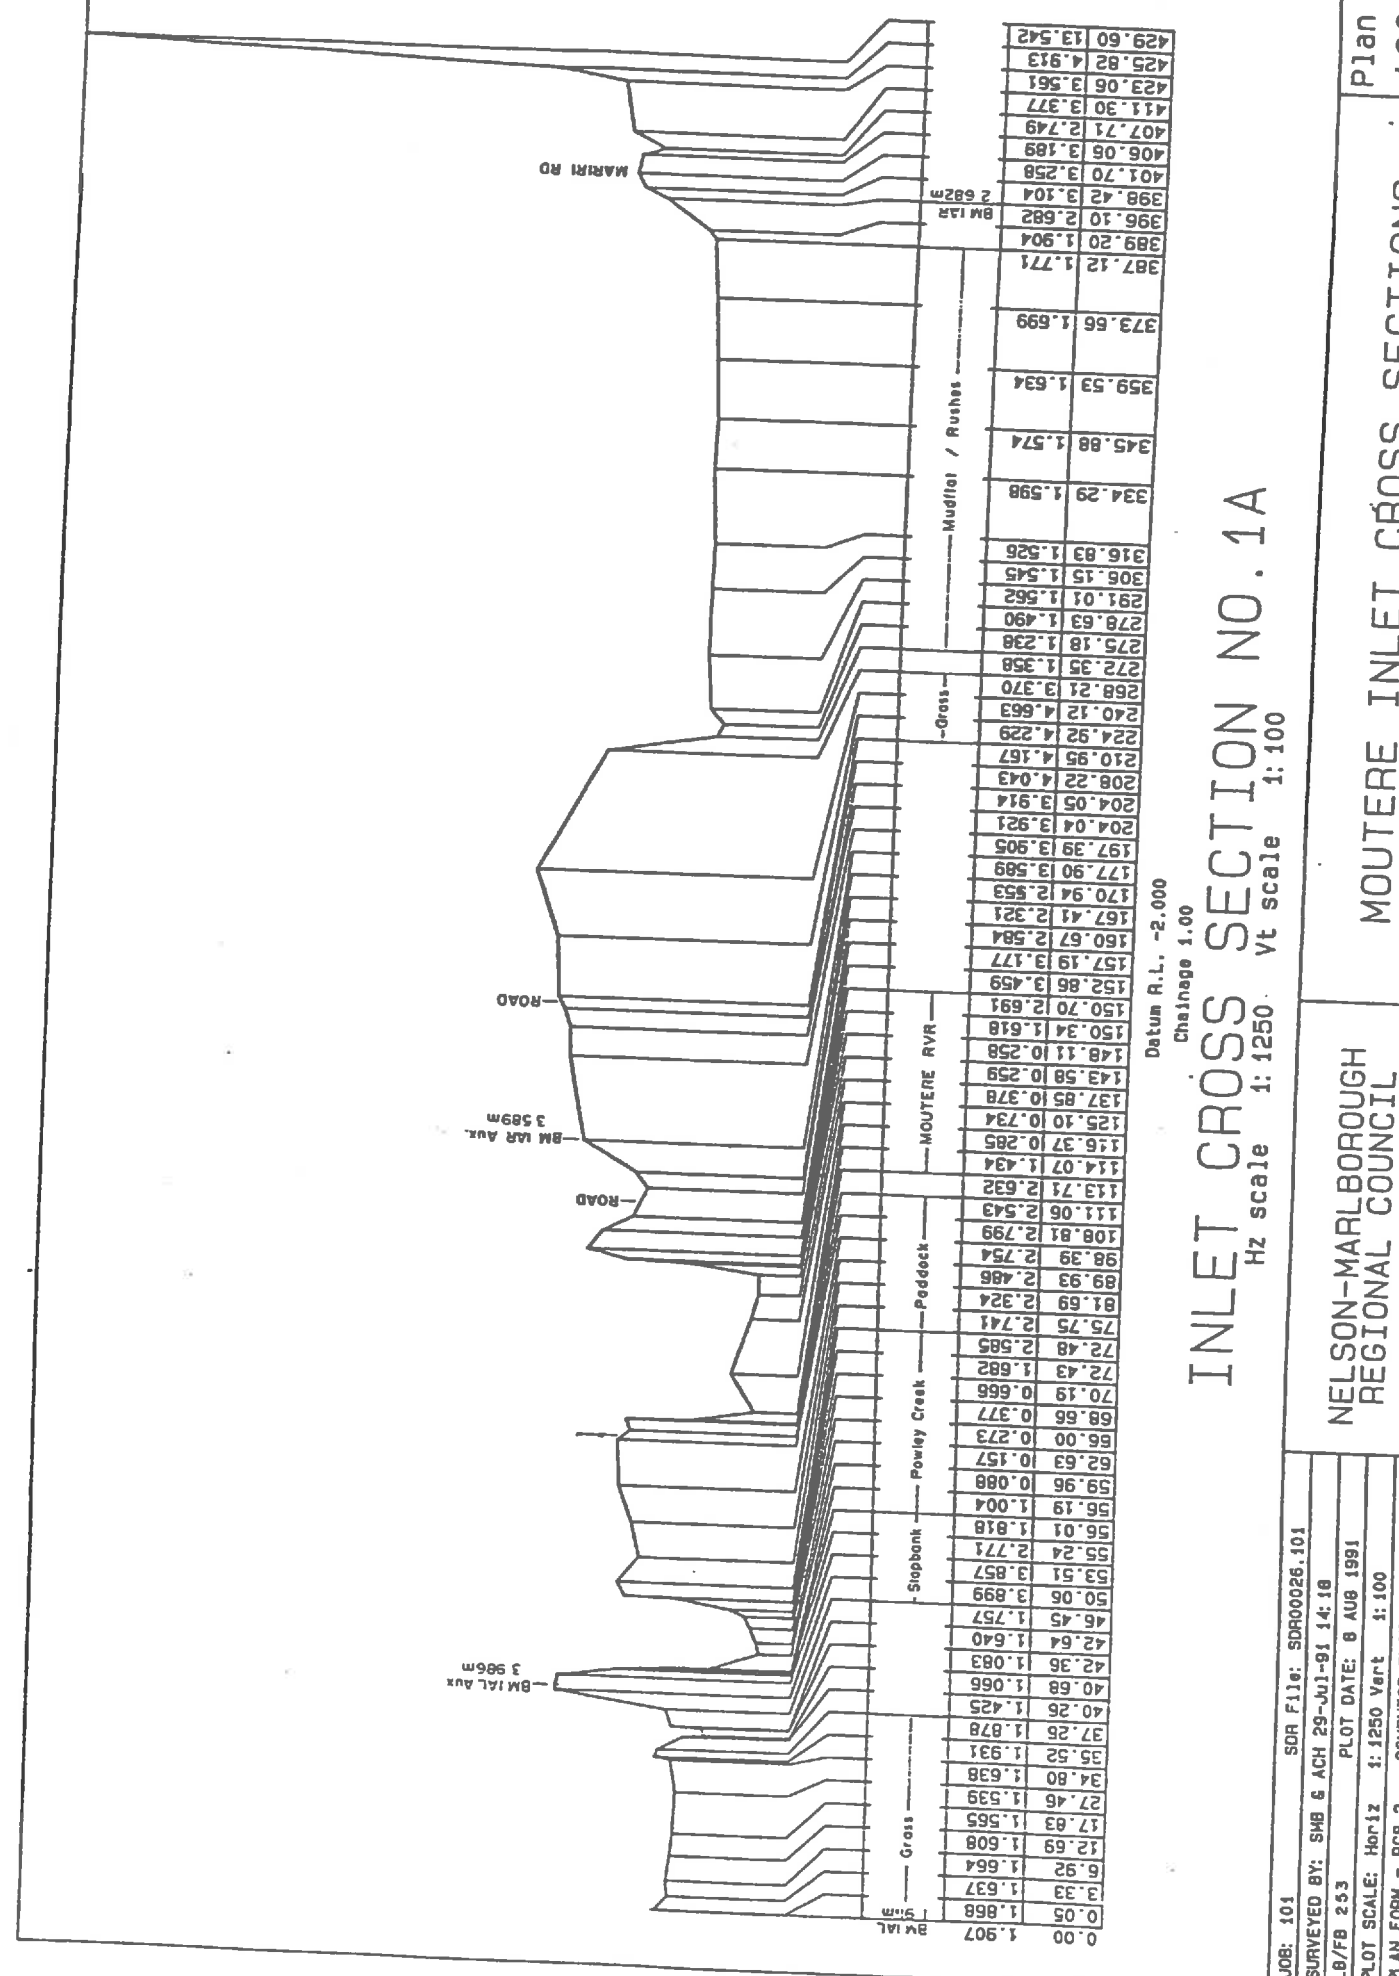 BM IAL Aux
3 986m
ROAD
BM IAR Aux.
3 589m
ROAD
MARIRI RD
BM IAL
Grass
Stopbank
Powley Creek
Paddock
MOUTERE RVR
Grass
Mudflat / Rushes
BM IAR
2 682m
0.00 1.907
0.05 1.868
3.33 1.637
6.92 1.664
12.69 1.608
17.83 1.565
27.46 1.539
34.80 1.638
35.52 1.931
37.26 1.878
40.26 1.425
40.68 1.066
42.36 1.083
42.64 1.640
46.45 1.757
50.06 3.899
53.51 3.857
55.24 2.771
56.01 1.818
56.19 1.004
59.96 0.088
62.63 0.157
66.00 0.273
68.66 0.377
70.19 0.666
72.43 1.682
72.48 2.585
75.75 2.741
81.69 2.324
89.93 2.486
98.39 2.754
108.81 2.799
111.06 2.543
113.71 2.632
114.07 1.434
116.37 0.285
125.10 0.734
137.85 0.378
143.58 0.259
148.11 0.258
150.34 1.618
150.70 2.691
152.86 3.459
157.19 3.177
160.67 2.584
167.41 2.321
170.94 2.553
177.90 3.589
197.39 3.905
204.04 3.921
204.05 3.914
208.22 4.043
210.95 4.167
224.92 4.229
240.12 4.663
268.21 3.370
272.35 1.358
275.18 1.238
278.63 1.490
291.01 1.562
306.15 1.545
316.83 1.526
334.29 1.598
345.88 1.574
359.53 1.634
373.66 1.699
387.12 1.771
389.20 1.904
396.10 2.682
398.42 3.104
401.70 3.258
406.06 3.189
407.71 2.749
411.30 3.377
423.06 3.561
425.82 4.913
429.60 13.542
Datum R.L. -2.000
Chainage 1.00
INLET CROSS SECTION NO. 1A
Hz scale 1:1250. Vt scale 1:100
JOB: 101 SDR File: SDR00026.101
SURVEYED BY: SMB & ACH 29-Jul-91 14:18
LB/FB 253 PLOT DATE: 8 AUG 1991
PLOT SCALE: Horiz 1:1250 Vert 1:100
NELSON-MARLBOROUGH
REGIONAL COUNCIL
MOUTERE INLET CROSS SECTIONS
Plan